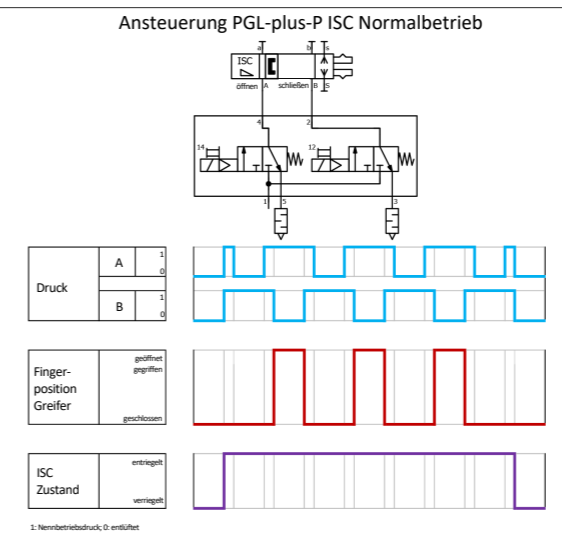 Ansteuerung PGL-plus-P ISC Normalbetrieb
a b s
ISC
öffnen A schließen B S
4 2
14 12
1 5 3
Druck
A 1 0
B 1 0
Finger-
position
Greifer
geöffnet
gegriffen
geschlossen
ISC
Zustand
entriegelt
verriegelt
1: Nennbetriebsdruck; 0: entlüftet